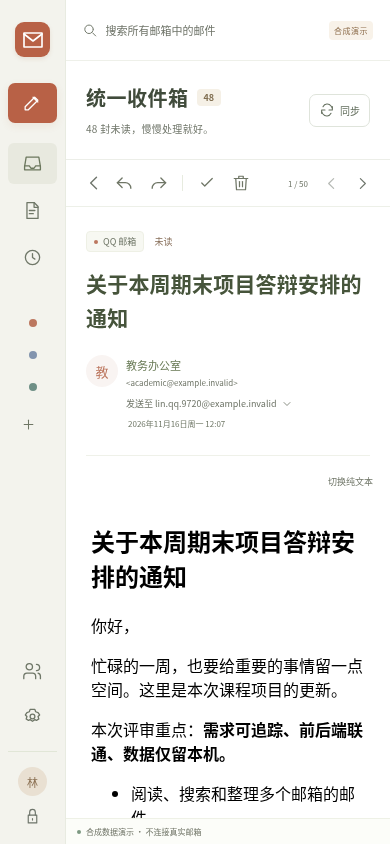 搜索所有邮箱中的邮件
合成演示
统一收件箱 48
48 封未读，慢慢处理就好。
同步
1 / 50
QQ 邮箱 未读
关于本周期末项目答辩安排的
通知
教
教务办公室
<academic@example.invalid>
发送至 lin.qq.9720@example.invalid
2026年11月16日周一 12:07
切换纯文本
关于本周期末项目答辩安
排的通知
你好，
忙碌的一周，也要给重要的事情留一点
空间。这里是本次课程项目的更新。
本次评审重点：需求可追踪、前后端联
通、数据仅留本机。
• 阅读、搜索和整理多个邮箱的邮
件
林
合成数据演示 · 不连接真实邮箱